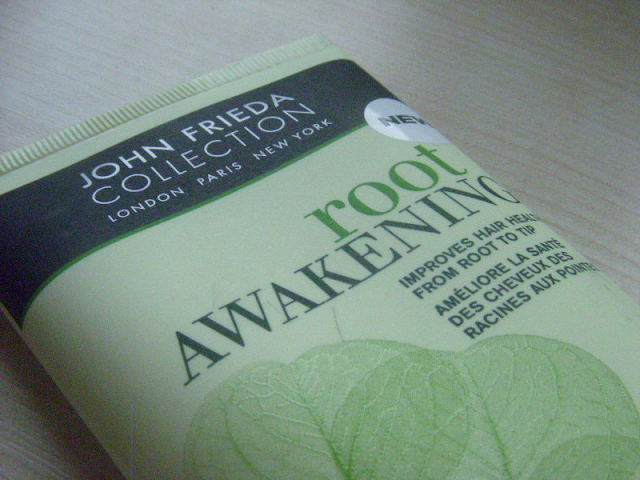 JOHN FRIEDA
COLLECTION
LONDON PARIS NEW YORK
NEW
root
AWAKENING
IMPROVES HAIR HEAL
FROM ROOT TO TIP
AMÉLIORE LA SANTÉ
DES CHEVEUX DES
RACINES AUX POINTES